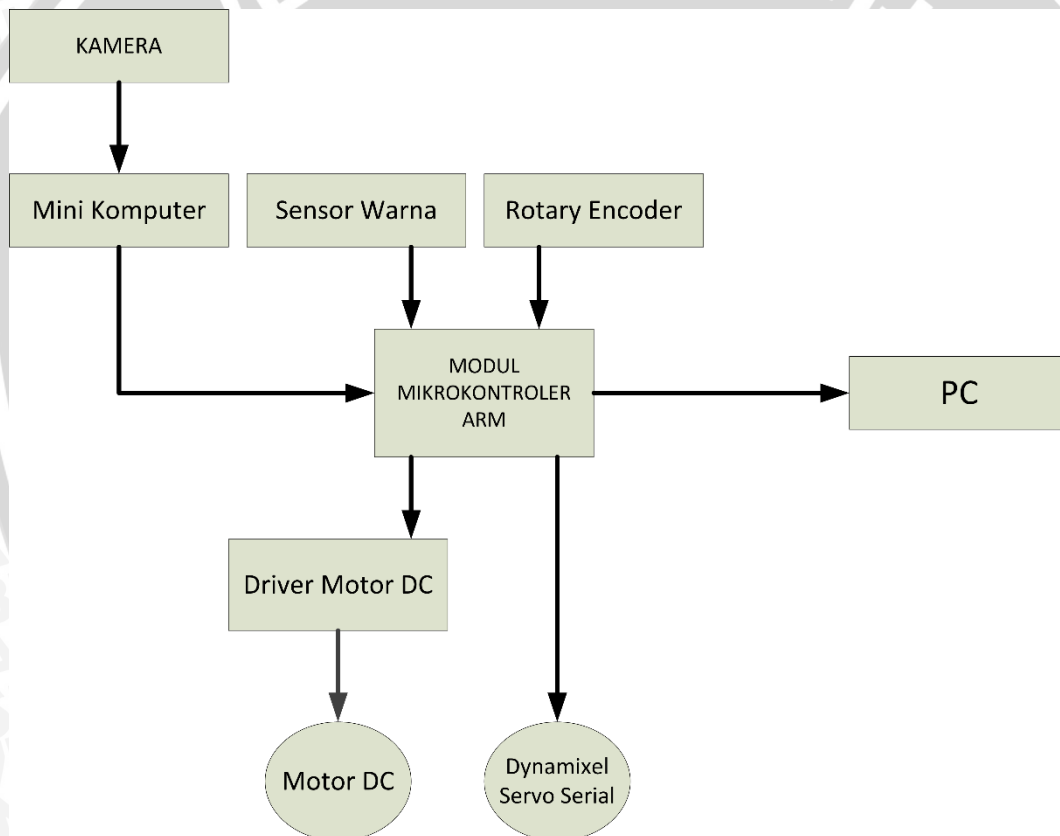 KAMERA
Mini Komputer
Sensor Warna
Rotary Encoder
MODUL
MIKROKONTROLER
ARM
PC
Driver Motor DC
Motor DC
Dynamixel
Servo Serial